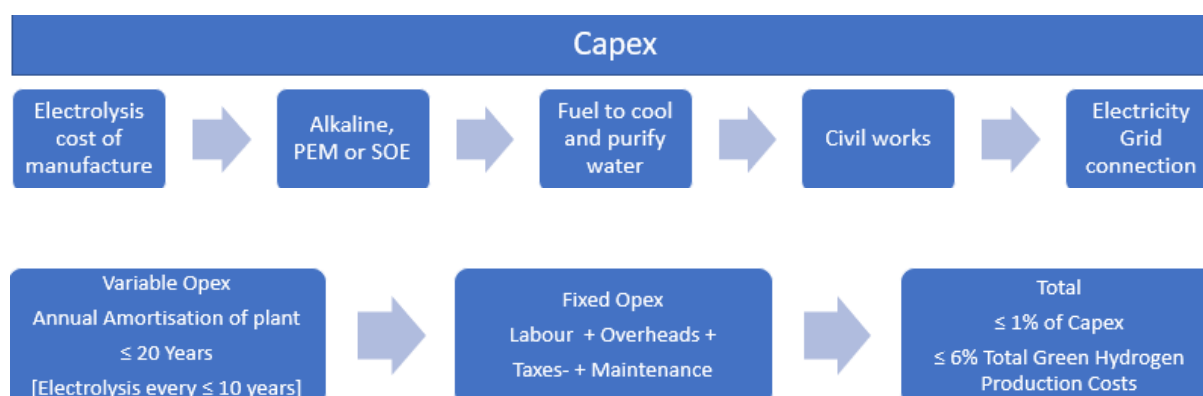 Capex
Electrolysis
cost of
manufacture
Alkaline,
PEM or SOE
Fuel to cool
and purify
water
Civil works
Electricity
Grid
connection
Variable Opex
Annual Amortisation of plant
≤ 20 Years
[Electrolysis every ≤ 10 years]
Fixed Opex
Labour + Overheads +
Taxes- + Maintenance
Total
≤ 1% of Capex
≤ 6% Total Green Hydrogen
Production Costs